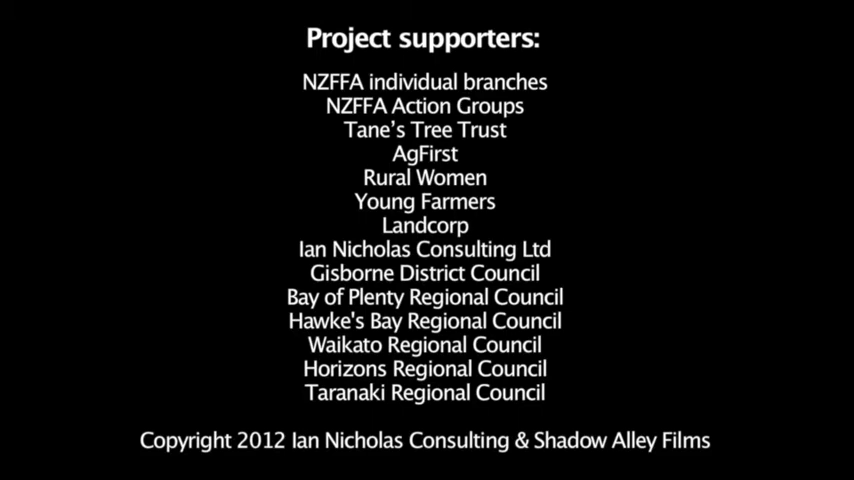 Project supporters:
NZFFA individual branches
NZFFA Action Groups
Tane’s Tree Trust
AgFirst
Rural Women
Young Farmers
Landcorp
Ian Nicholas Consulting Ltd
Gisborne District Council
Bay of Plenty Regional Council
Hawke's Bay Regional Council
Waikato Regional Council
Horizons Regional Council
Taranaki Regional Council
Copyright 2012 Ian Nicholas Consulting & Shadow Alley Films